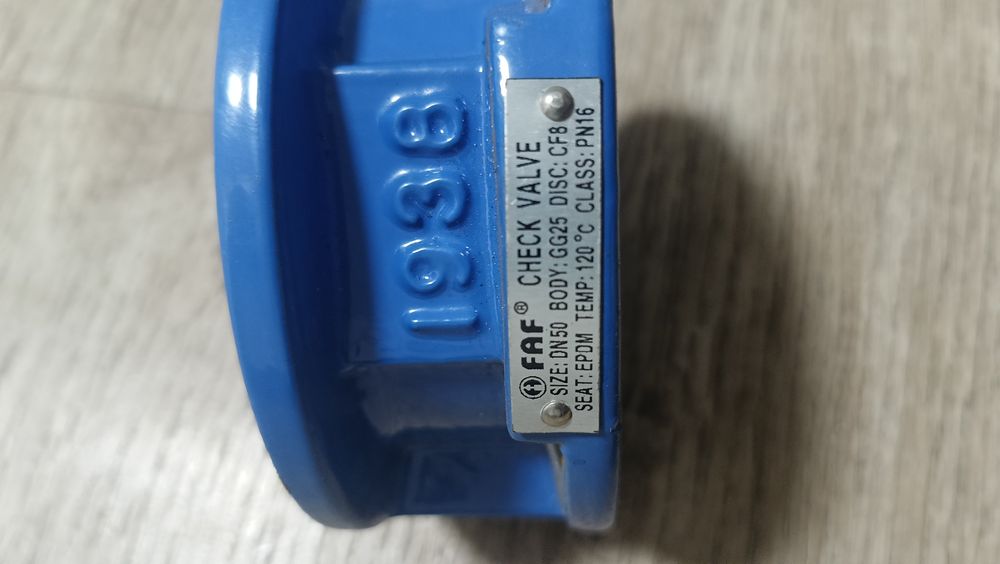 1938
FAF® CHECK VALVE
SIZE: DN50 BODY: GG25 DISC: CF8
SEAT: EPDM TEMP: 120°C CLASS: PN16